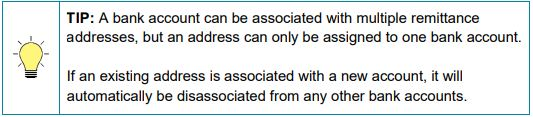 TIP: A bank account can be associated with multiple remittance
addresses, but an address can only be assigned to one bank account.
If an existing address is associated with a new account, it will
automatically be disassociated from any other bank accounts.